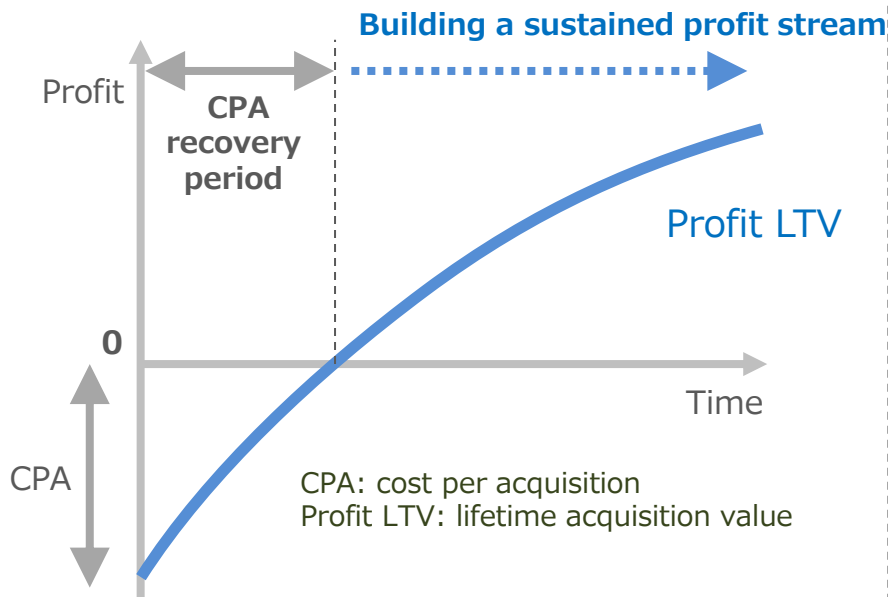 Building a sustained profit stream
Profit
CPA
recovery
period
Profit LTV
0
Time
CPA
CPA: cost per acquisition
Profit LTV: lifetime acquisition value